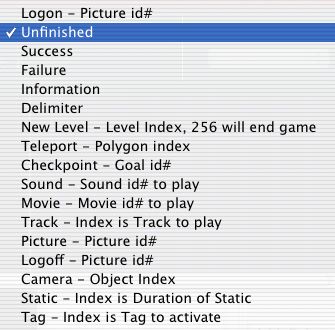 Logon – Picture id#
✓ Unfinished
Success
Failure
Information
Delimiter
New Level – Level Index, 256 will end game
Teleport – Polygon index
Checkpoint – Goal id#
Sound – Sound id# to play
Movie – Movie id# to play
Track – Index is Track to play
Picture – Picture id#
Logoff – Picture id#
Camera – Object Index
Static – Index is Duration of Static
Tag – Index is Tag to activate